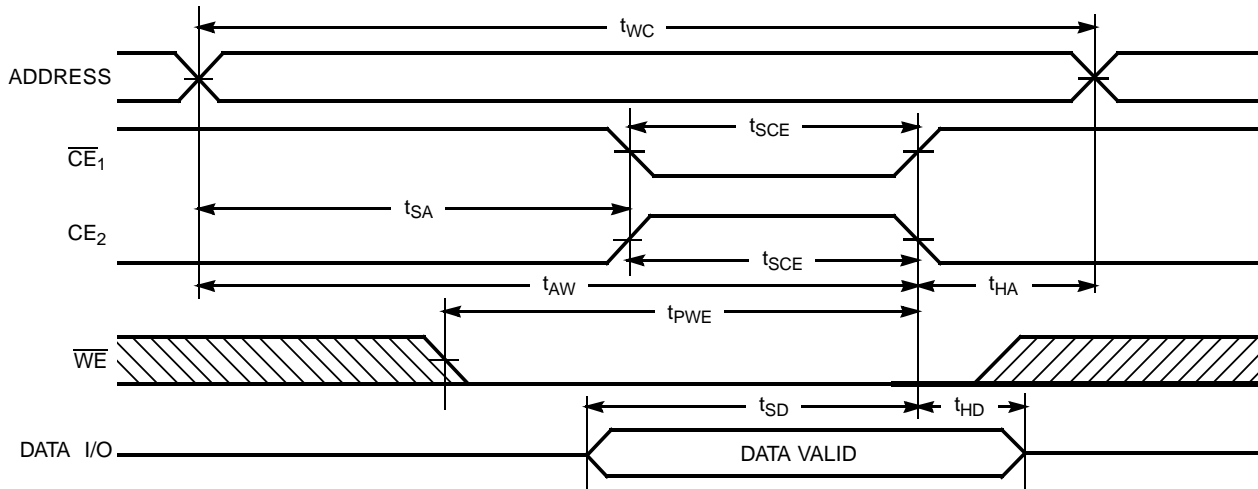 tWC
ADDRESS
tSCE
CE1
tSA
CE2
tSCE
tAW
tHA
tPWE
WE
tSD
tHD
DATA I/O
DATA VALID